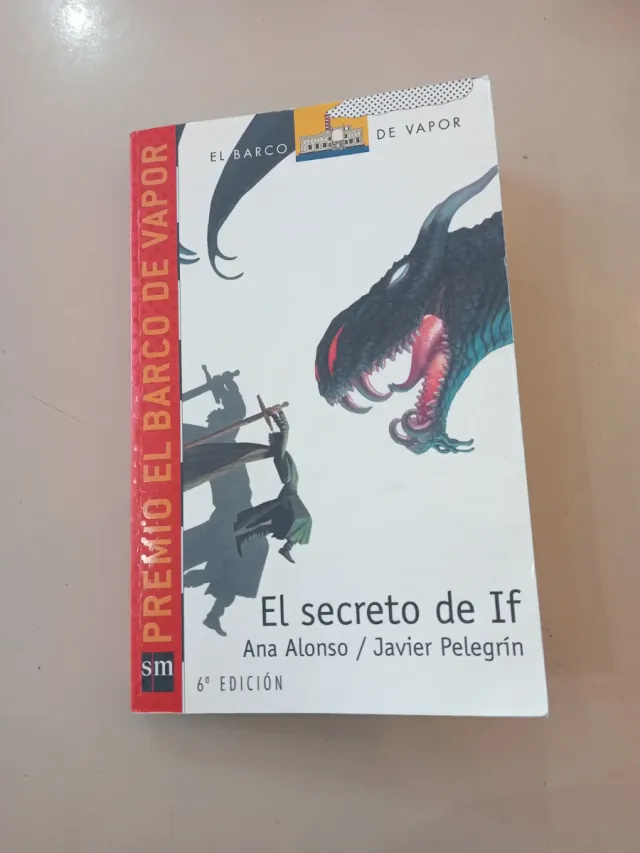 EL BARCO DE VAPOR
PREMIO EL BARCO DE VAPOR
El secreto de If
Ana Alonso / Javier Pelegrín
sm
6ª EDICIÓN